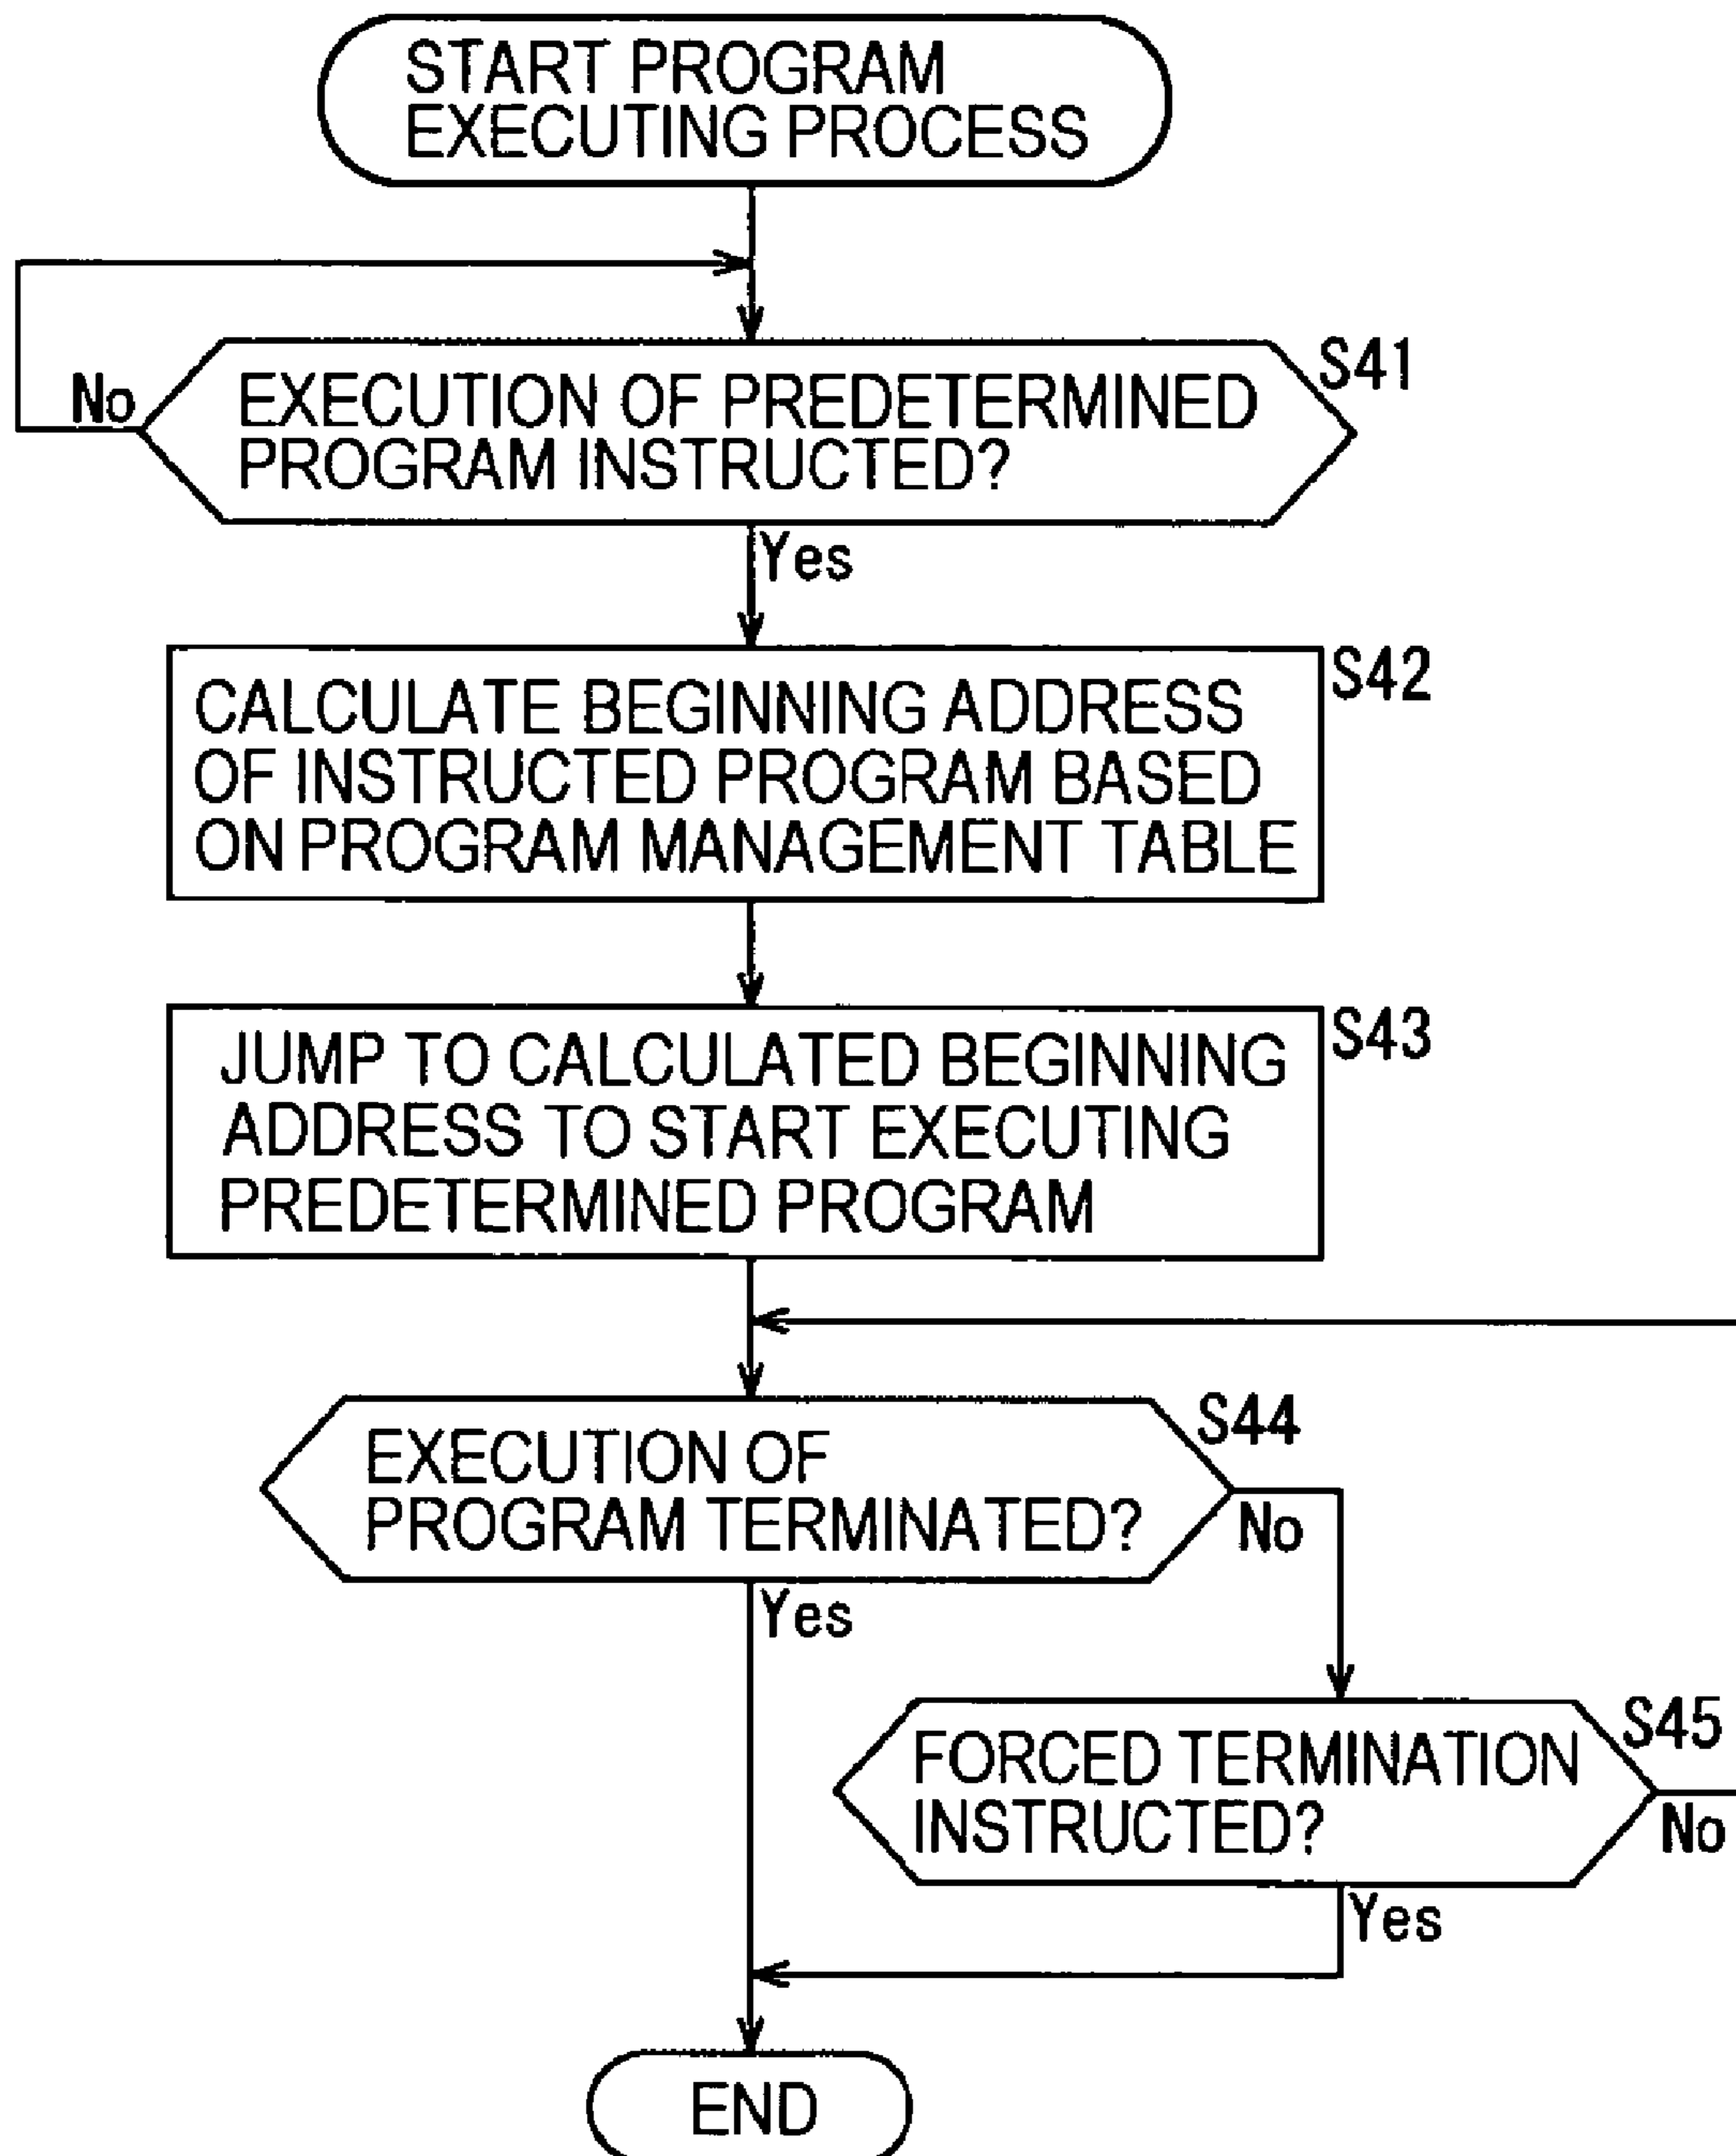 START PROGRAM
EXECUTING PROCESS
S41
No
EXECUTION OF PREDETERMINED
PROGRAM INSTRUCTED?
Yes
S42
CALCULATE BEGINNING ADDRESS
OF INSTRUCTED PROGRAM BASED
ON PROGRAM MANAGEMENT TABLE
S43
JUMP TO CALCULATED BEGINNING
ADDRESS TO START EXECUTING
PREDETERMINED PROGRAM
S44
EXECUTION OF
PROGRAM TERMINATED?
No
Yes
S45
FORCED TERMINATION
INSTRUCTED?
No
Yes
END